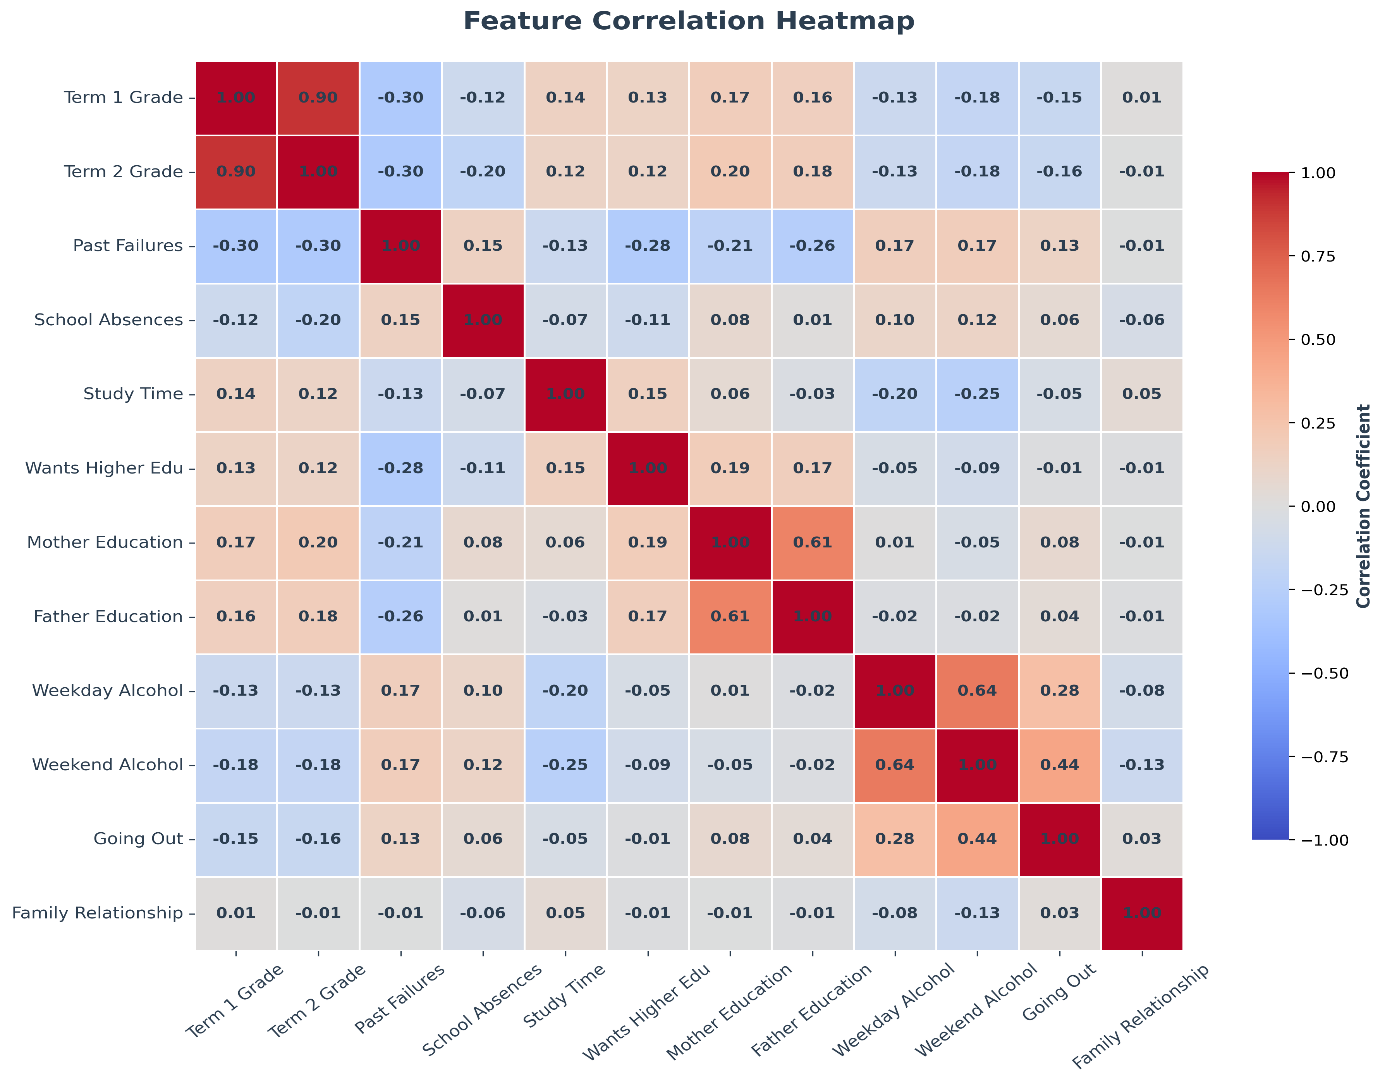 Feature Correlation Heatmap
Term 1 Grade 1.00 0.90 -0.30 -0.12 0.14 0.13 0.17 0.16 -0.13 -0.18 -0.15 0.01
Term 2 Grade 0.90 1.00 -0.30 -0.20 0.12 0.12 0.20 0.18 -0.13 -0.18 -0.16 -0.01
Past Failures -0.30 -0.30 1.00 0.15 -0.13 -0.28 -0.21 -0.26 0.17 0.17 0.13 -0.01
School Absences -0.12 -0.20 0.15 1.00 -0.07 -0.11 0.08 0.01 0.10 0.12 0.06 -0.06
Study Time 0.14 0.12 -0.13 -0.07 1.00 0.15 0.06 -0.03 -0.20 -0.25 -0.05 0.05
Wants Higher Edu 0.13 0.12 -0.28 -0.11 0.15 1.00 0.19 0.17 -0.05 -0.09 -0.01 -0.01
Mother Education 0.17 0.20 -0.21 0.08 0.06 0.19 1.00 0.61 0.01 -0.05 0.08 -0.01
Father Education 0.16 0.18 -0.26 0.01 -0.03 0.17 0.61 1.00 -0.02 -0.02 0.04 -0.01
Weekday Alcohol -0.13 -0.13 0.17 0.10 -0.20 -0.05 0.01 -0.02 1.00 0.64 0.28 -0.08
Weekend Alcohol -0.18 -0.18 0.17 0.12 -0.25 -0.09 -0.05 -0.02 0.64 1.00 0.44 -0.13
Going Out -0.15 -0.16 0.13 0.06 -0.05 -0.01 0.08 0.04 0.28 0.44 1.00 0.03
Family Relationship 0.01 -0.01 -0.01 -0.06 0.05 -0.01 -0.01 -0.01 -0.08 -0.13 0.03 1.00
Term 1 Grade
Term 2 Grade
Past Failures
School Absences
Study Time
Wants Higher Edu
Mother Education
Father Education
Weekday Alcohol
Weekend Alcohol
Going Out
Family Relationship
1.00
0.75
0.50
0.25
0.00
−0.25
−0.50
−0.75
−1.00
Correlation Coefficient